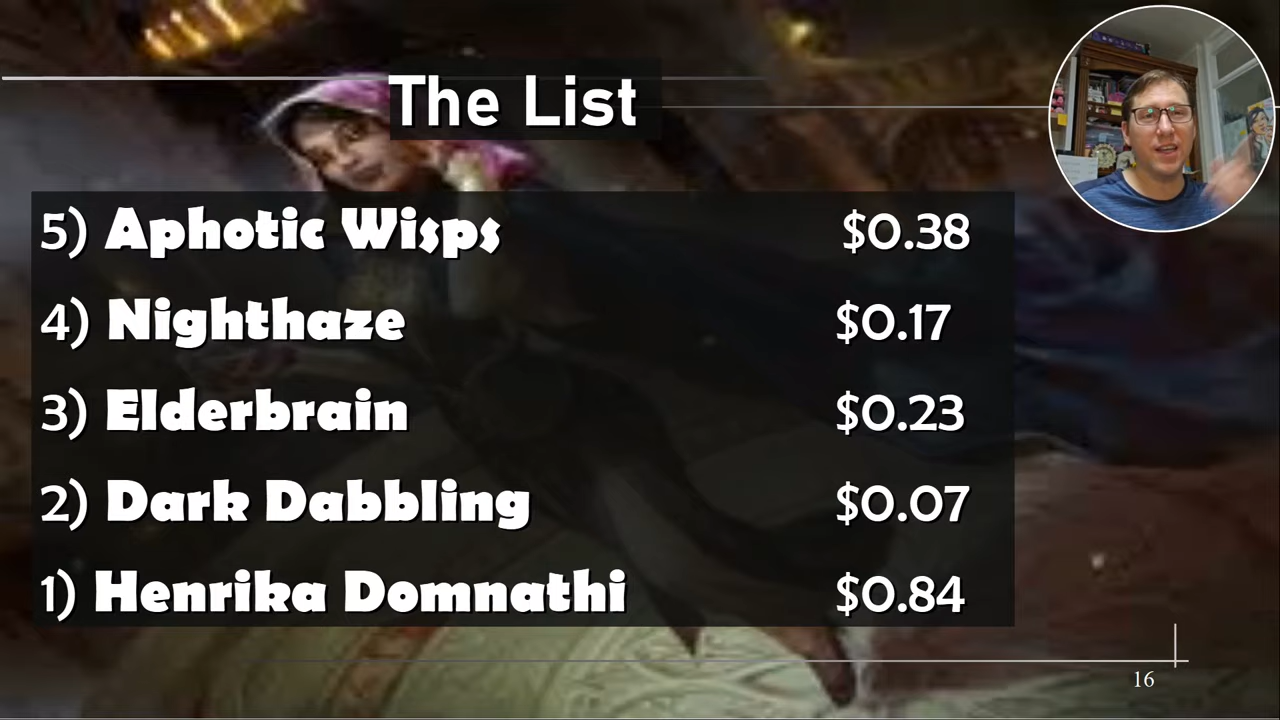 The List
5) Aphotic Wisps $0.38
4) Nighthaze $0.17
3) Elderbrain $0.23
2) Dark Dabbling $0.07
1) Henrika Domnathi $0.84
16